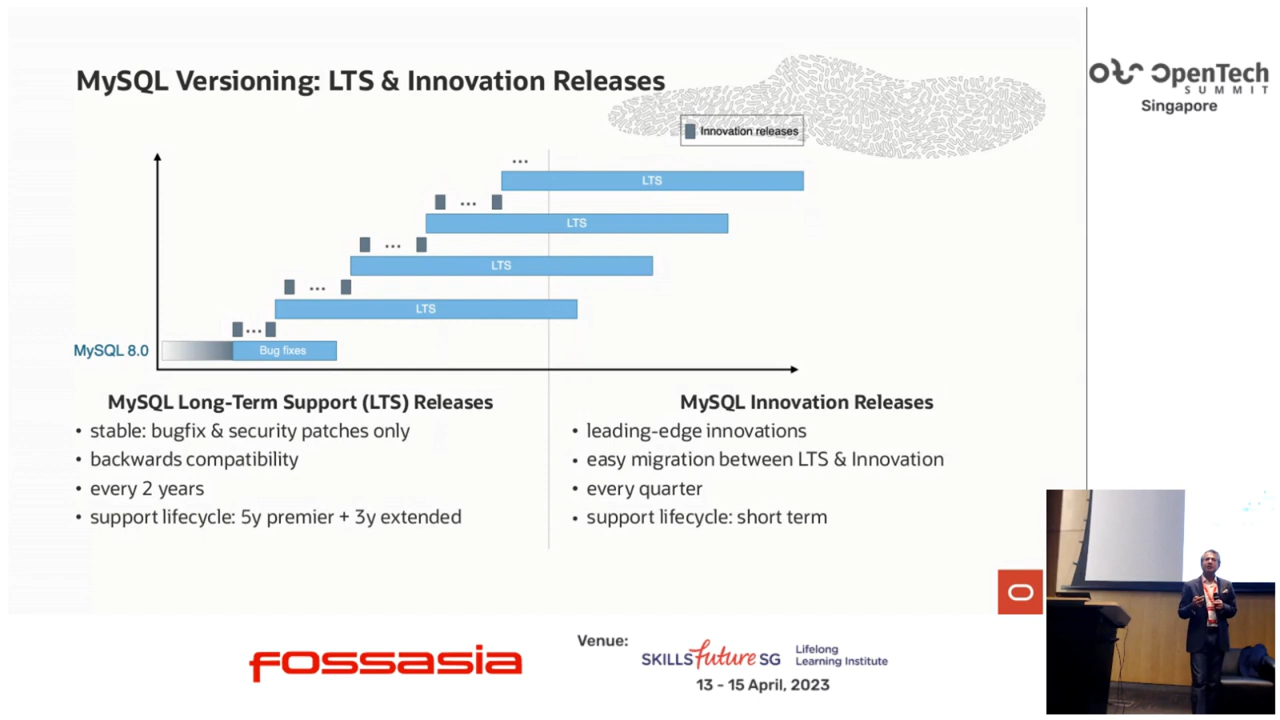 MySQL Versioning: LTS & Innovation Releases
OpenTech
SUMMIT
Singapore
Innovation releases
...
LTS
...
LTS
...
LTS
...
LTS
...
MySQL 8.0
Bug fixes
MySQL Long-Term Support (LTS) Releases
• stable: bugfix & security patches only
• backwards compatibility
• every 2 years
• support lifecycle: 5y premier + 3y extended
MySQL Innovation Releases
• leading-edge innovations
• easy migration between LTS & Innovation
• every quarter
• support lifecycle: short term
fossasia
Venue:
SKILLSfuture SG
Lifelong
Learning Institute
13 - 15 April, 2023